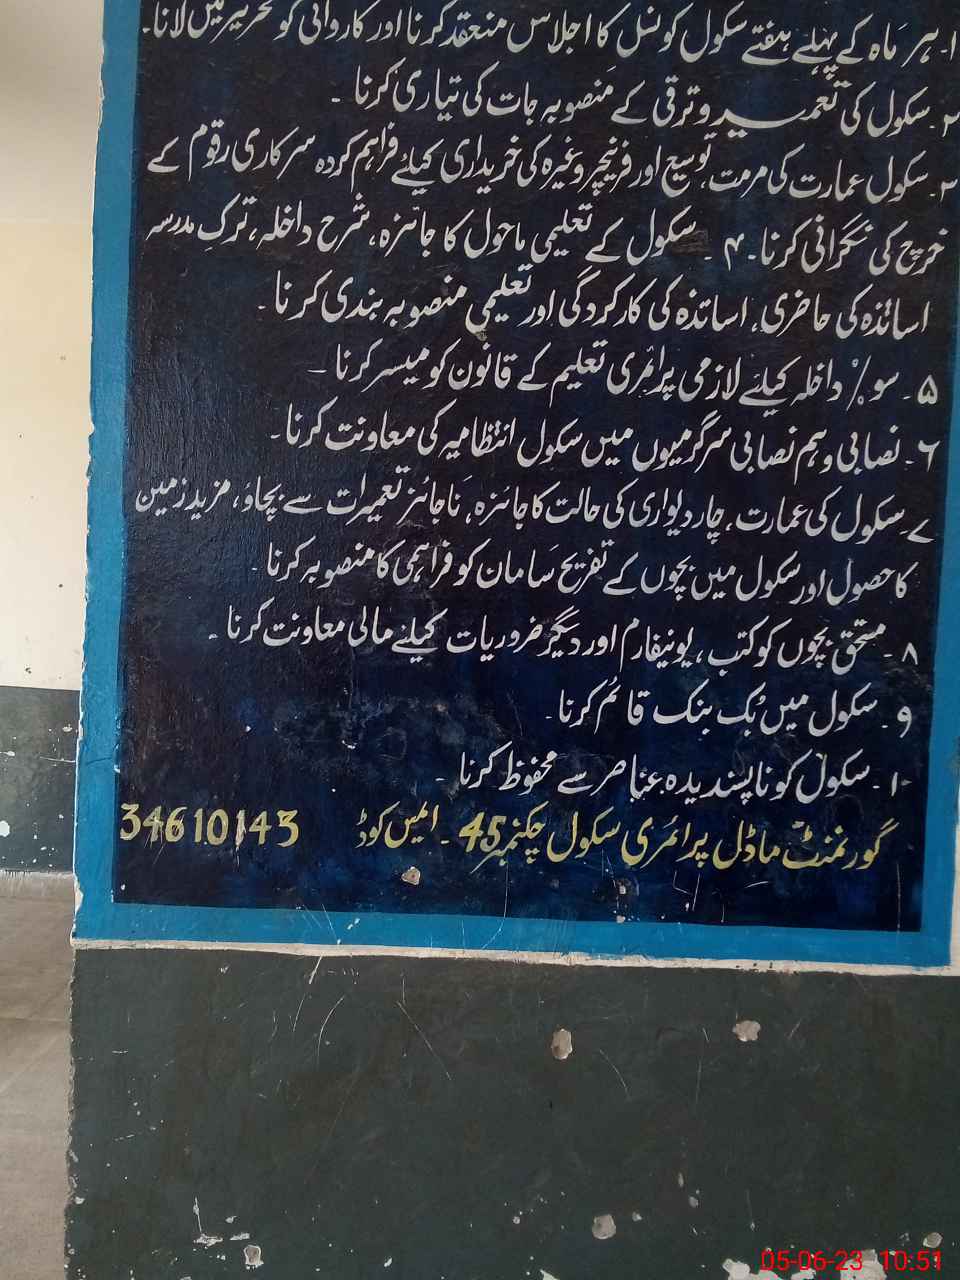 ۱۔ ہر ماہ کے پہلے ہفتے سکول کونسل کا اجلاس منعقد کرنا اور کاروائی کو تحریر میں لانا۔
۲۔ سکول کی تعمیر و ترقی کے منصوبہ جات کی تیاری کرنا ۔
۳۔ سکول عمارت کی مرمت، توسیع اور فرنیچر وغیرہ کی خریداری کیلئے فراہم کردہ سرکاری رقوم کے
خرچ کی نگرانی کرنا۔ ۴ ۔ سکول کے تعلیمی ماحول کا جائزہ، شرح داخلہ، ترک مدرسہ
اساتذہ کی حاضری، اساتذہ کی کارکردگی اور تعلیمی منصوبہ بندی کرنا ۔
۵ ۔ سو % داخلہ کیلئے لازمی پرائمری تعلیم کے قانون کو میسر کرنا ۔
۶۔ نصابی و ہم نصابی سرگرمیوں میں سکول انتظامیہ کی معاونت کرنا۔
۷۔ سکول کی عمارت، چار دیواری کی حالت کا جائزہ، ناجائز تعمیرات سے بچاؤ، مزید زمین
کا حصول اور سکول میں بچوں کے تفریح سامان کو فراہمی کا منصوبہ کرنا ۔
۸ ۔ مستحق بچوں کو کتب، یونیفارم اور دیگر ضروریات کیلئے مالی معاونت کرنا ۔
۹ ۔ سکول میں بک بنک قائم کرنا ۔
۱۰ ۔ سکول کو ناپسندیدہ عناصر سے محفوظ کرنا ۔
گورنمنٹ ماڈل پرائمری سکول چکنمبر 45 ۔ ایمس کوڈ 34610143
05-06-23 10:51